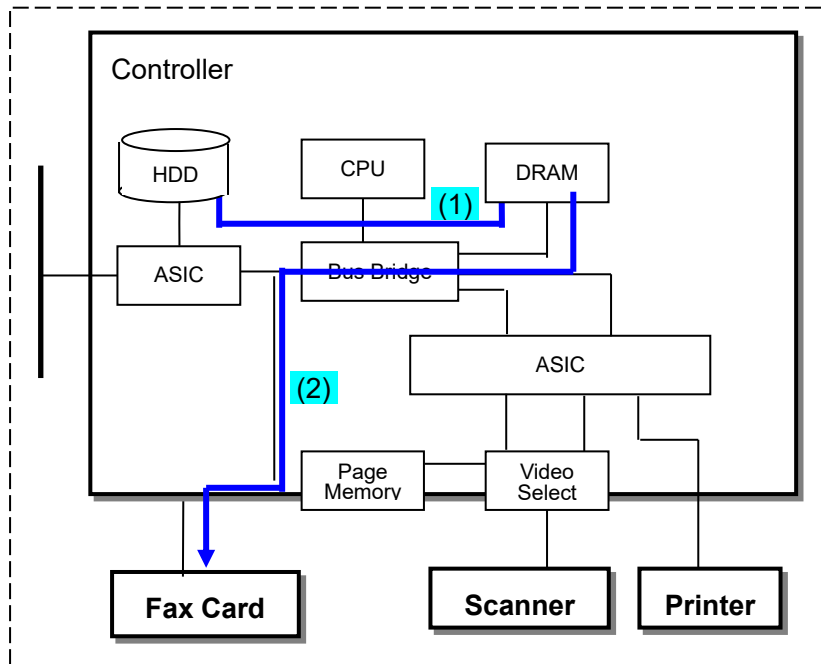 Controller
HDD
CPU
DRAM
(1)
ASIC
Bus Bridge
ASIC
(2)
Page
Memory
Video
Select
Fax Card
Scanner
Printer